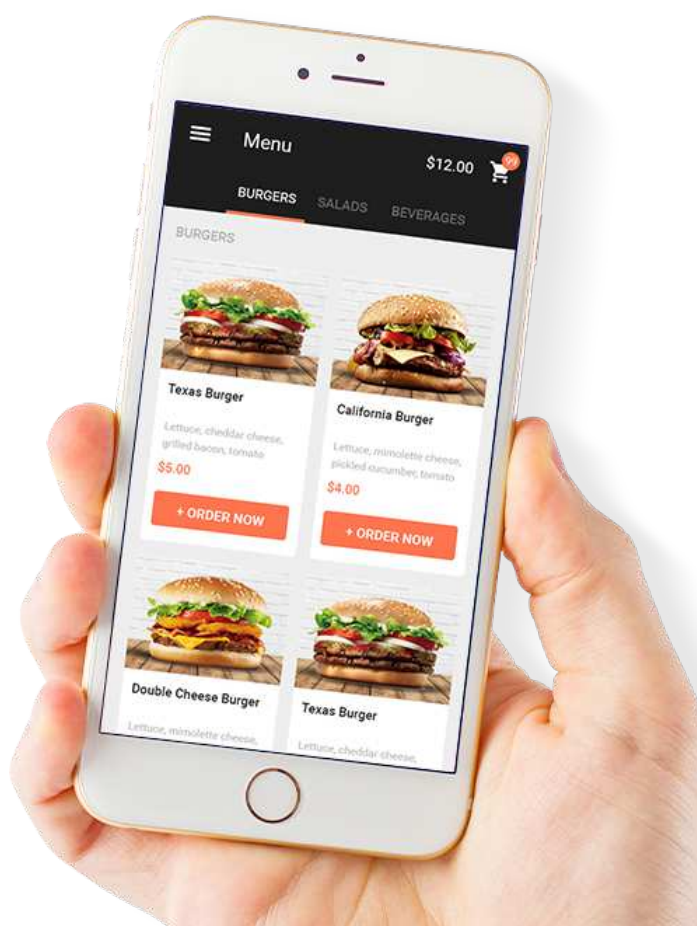 Menu
$12.00
99
BURGERS
SALADS
BEVERAGES
BURGERS
Texas Burger
Lettuce, cheddar cheese,
grilled bacon, tomato
$5.00
+ ORDER NOW
California Burger
Lettuce, mimolette cheese,
pickled cucumber, tomato
$4.00
+ ORDER NOW
Double Cheese Burger
Lettuce, mimolette cheese,
Texas Burger
Lettuce, cheddar cheese,